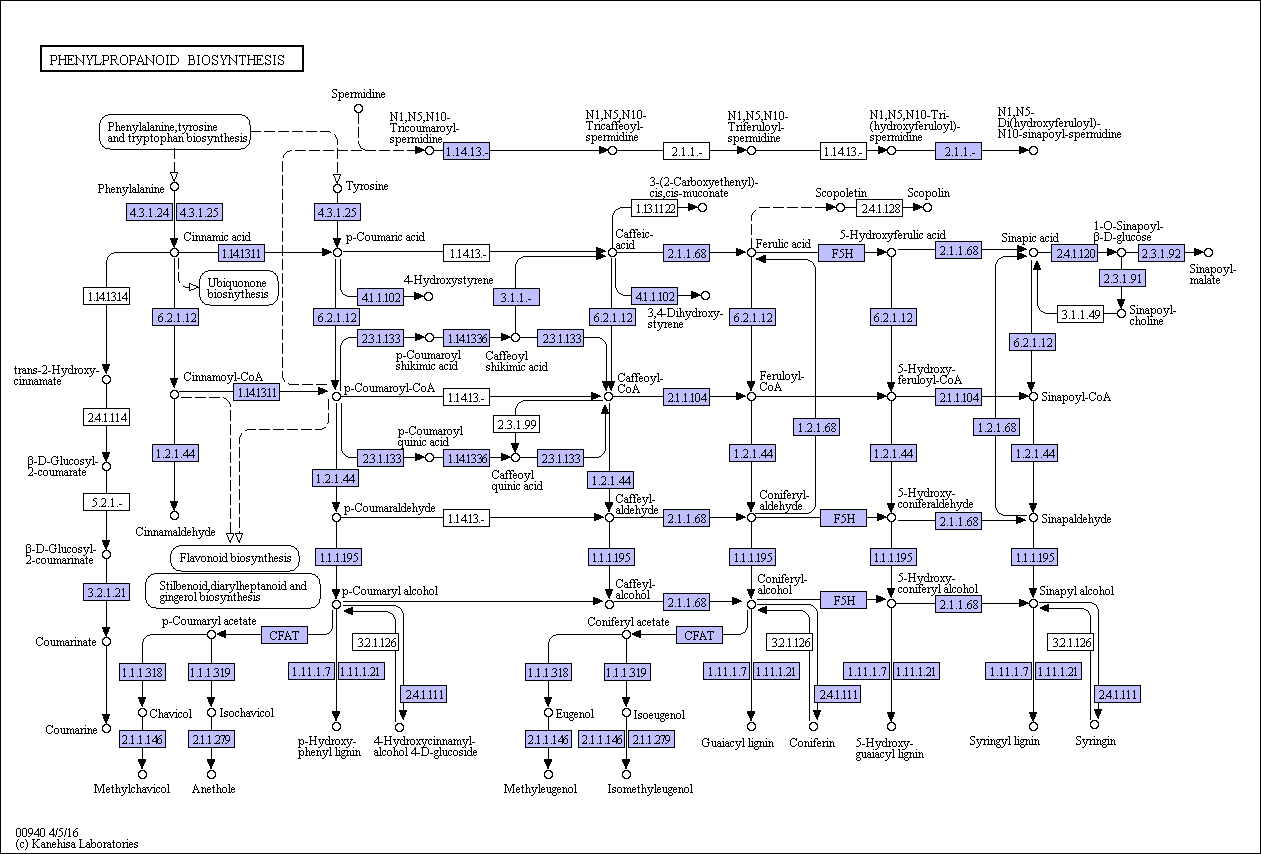 PHENYLPROPANOID BIOSYNTHESIS
Spermidine
N1,N5,N10-
Tricoumaroyl-
spermidine
N1,N5,N10-
Tricaffeoyl-
spermidine
N1,N5,N10-
Triferuloyl-
spermidine
N1,N5,N10-Tri-
(hydroxyferuloyl)-
spermidine
N1,N5-
Di(hydroxyferuloyl)-
N10-sinapoyl-spermidine
Phenylalanine,tyrosine
and tryptophan biosynthesis
1.14.13.-
2.1.1.-
1.14.13.-
2.1.1.-
Phenylalanine
Tyrosine
3-(2-Carboxyethenyl)-
cis,cis-muconate
Scopoletin
Scopolin
4.3.1.24
4.3.1.25
4.3.1.25
1.13.11.22
2.4.1.128
Cinnamic acid
p-Coumaric acid
Caffeic-
acid
Ferulic acid
5-Hydroxyferulic acid
Sinapic acid
1-O-Sinapoyl-
β-D-glucose
1.14.13.11
1.14.13.-
2.1.1.68
F5H
2.1.1.68
2.4.1.120
2.3.1.92
Sinapoyl-
malate
Ubiquonone
biosnythesis
4-Hydroxystyrene
2.3.1.91
1.14.13.14
4.1.1.102
3.1.1.-
4.1.1.102
3,4-Dihydroxy-
styrene
3.1.1.49
Sinapoyl-
choline
6.2.1.12
6.2.1.12
6.2.1.12
6.2.1.12
6.2.1.12
6.2.1.12
2.3.1.133
1.14.13.36
2.3.1.133
p-Coumaroyl
shikimic acid
Caffeoyl
shikimic acid
trans-2-Hydroxy-
cinnamate
Cinnamoyl-CoA
p-Coumaroyl-CoA
Caffeoyl-
CoA
Feruloyl-
CoA
5-Hydroxy-
feruloyl-CoA
Sinapoyl-CoA
1.14.13.11
1.14.13.-
2.1.1.104
2.1.1.104
2.4.1.114
2.3.1.99
1.2.1.68
1.2.1.68
p-Coumaroyl
quinic acid
2.3.1.133
1.14.13.36
2.3.1.133
Caffeoyl
quinic acid
β-D-Glucosyl-
2-coumarate
1.2.1.44
1.2.1.44
1.2.1.44
1.2.1.44
1.2.1.44
1.2.1.44
5.2.1.-
Cinnamaldehyde
p-Coumaraldehyde
Caffeyl-
aldehyde
Coniferyl-
aldehyde
5-Hydroxy-
coniferaldehyde
Sinapaldehyde
1.14.13.-
2.1.1.68
F5H
2.1.1.68
β-D-Glucosyl-
2-coumarinate
Flavonoid biosynthesis
1.1.1.195
1.1.1.195
1.1.1.195
1.1.1.195
1.1.1.195
Stilbenoid,diarylheptanoid and
gingerol biosynthesis
3.2.1.21
p-Coumaryl alcohol
Caffeyl-
alcohol
Coniferyl-
alcohol
5-Hydroxy-
coniferyl alcohol
Sinapyl alcohol
2.1.1.68
F5H
2.1.1.68
p-Coumaryl acetate
CFAT
Coniferyl acetate
CFAT
Coumarinate
3.2.1.126
3.2.1.126
3.2.1.126
1.1.1.318
1.1.1.319
1.11.1.7
1.11.1.21
1.1.1.318
1.1.1.319
1.11.1.7
1.11.1.21
1.11.1.7
1.11.1.21
1.11.1.7
1.11.1.21
2.4.1.111
2.4.1.111
2.4.1.111
Coumarine
Chavicol
Isochavicol
Eugenol
Isoeugenol
2.1.1.146
2.1.1.279
2.1.1.146
2.1.1.146
2.1.1.279
p-Hydroxy-
phenyl lignin
4-Hydroxycinnamyl-
alcohol 4-D-glucoside
Guaiacyl lignin
Coniferin
5-Hydroxy-
guaiacyl lignin
Syringyl lignin
Syringin
Methylchavicol
Anethole
Methyleugenol
Isomethyleugenol
00940 4/5/16
(c) Kanehisa Laboratories